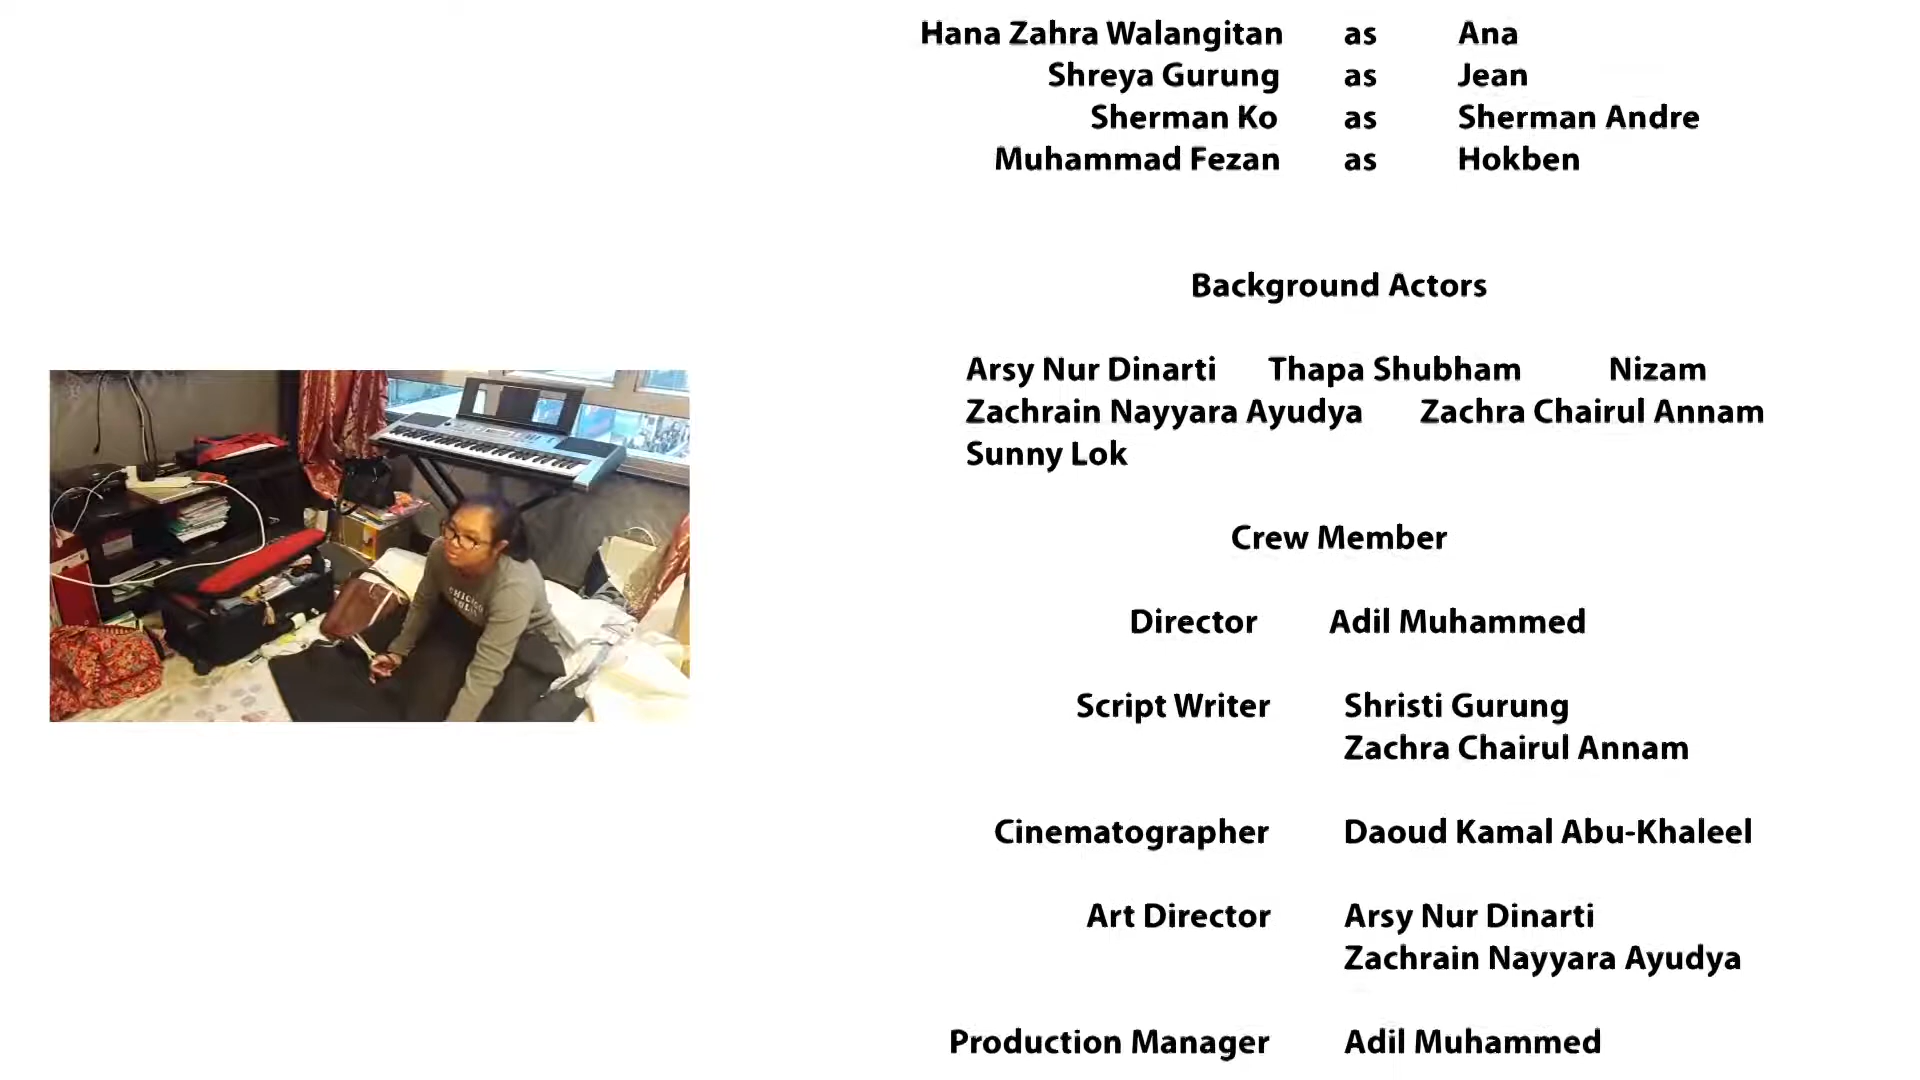 Hana Zahra Walangitan as Ana
Shreya Gurung as Jean
Sherman Ko as Sherman Andre
Muhammad Fezan as Hokben
Background Actors
Arsy Nur Dinarti Thapa Shubham Nizam
Zachrain Nayyara Ayudya Zachra Chairul Annam
Sunny Lok
Crew Member
Director Adil Muhammed
Script Writer Shristi Gurung
Zachra Chairul Annam
Cinematographer Daoud Kamal Abu-Khaleel
Art Director Arsy Nur Dinarti
Zachrain Nayyara Ayudya
Production Manager Adil Muhammed